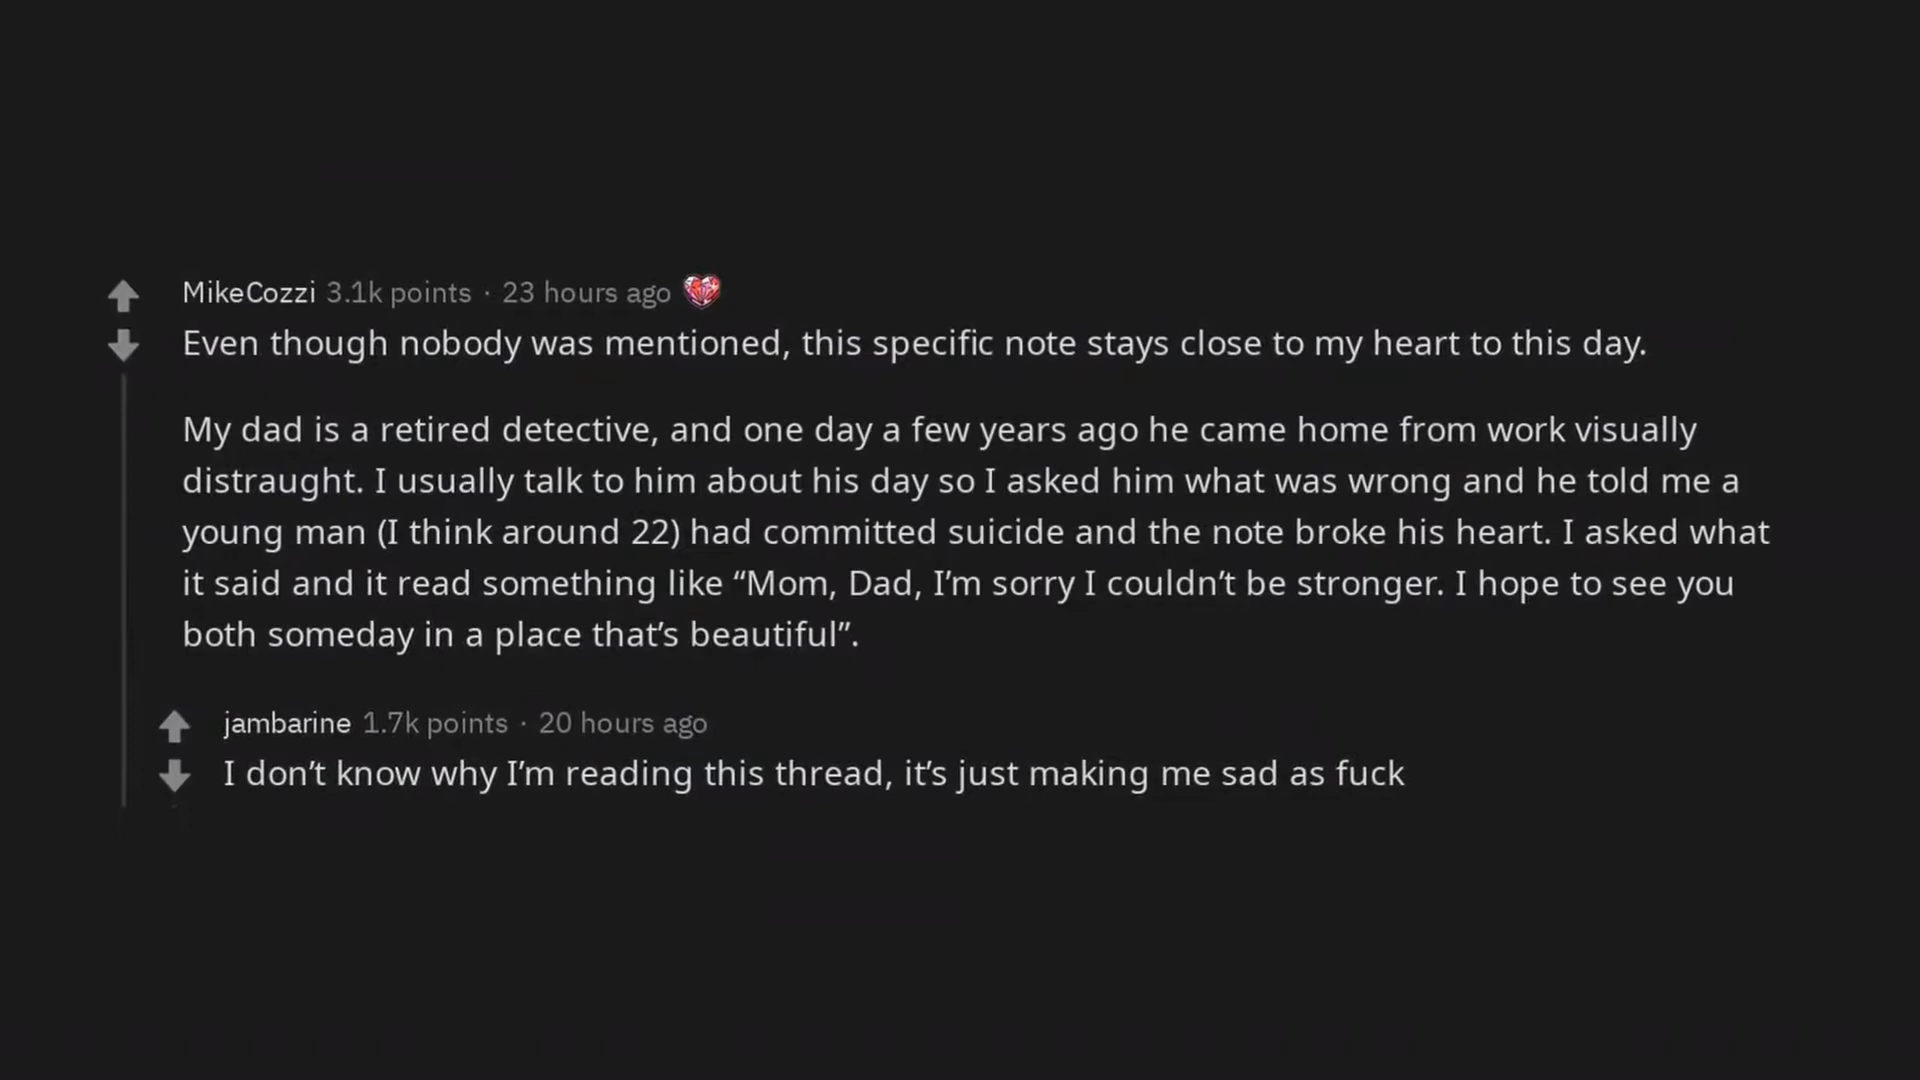 MikeCozzi 3.1k points · 23 hours ago
Even though nobody was mentioned, this specific note stays close to my heart to this day.
My dad is a retired detective, and one day a few years ago he came home from work visually
distraught. I usually talk to him about his day so I asked him what was wrong and he told me a
young man (I think around 22) had committed suicide and the note broke his heart. I asked what
it said and it read something like “Mom, Dad, I’m sorry I couldn’t be stronger. I hope to see you
both someday in a place that’s beautiful”.
jambarine 1.7k points · 20 hours ago
I don’t know why I’m reading this thread, it’s just making me sad as fuck